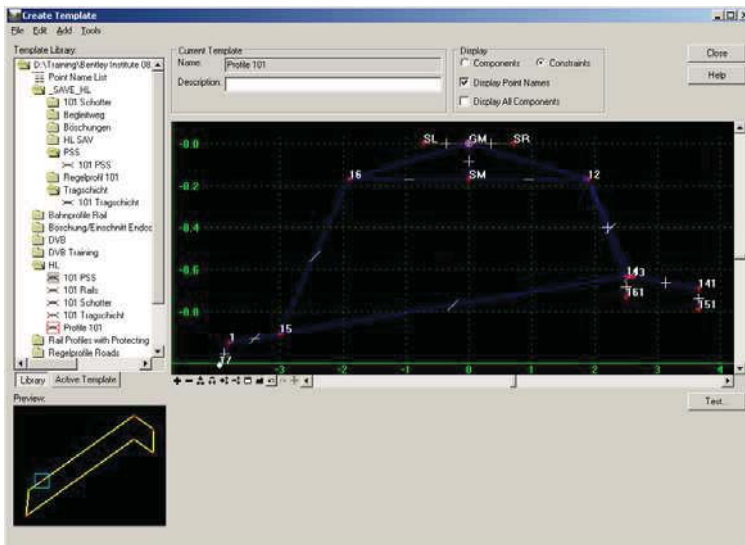 Create Template
File Edit Add Tools
Template Library:
D:\Training\Bentley Institute 08.
Point Name List
_SAVE_HL
101 Schotter
Begleitweg
Böschungen
HL SAV
PSS
101 PSS
Regelprofil 101
Tragschicht
101 Tragschicht
Bahnprofile Rail
Böschung/Einschnitt Endoc
DVB
DVB Training
HL
101 PSS
101 Rails
101 Schotter
101 Tragschicht
Profile 101
Rail Profiles with Protecting
Regelprofile Roads
Library Active Template
Current Template
Name: Profile 101
Description:
Display
Components Constraints
Display Point Names
Display All Components
Close
Help
-0.0
-0.2
-0.4
-0.6
-0.8
SL GM SR
16 SM 12
141
161 151
1 15
17
-3 -2 -1 0 1 2 3 4
Test...
Preview: